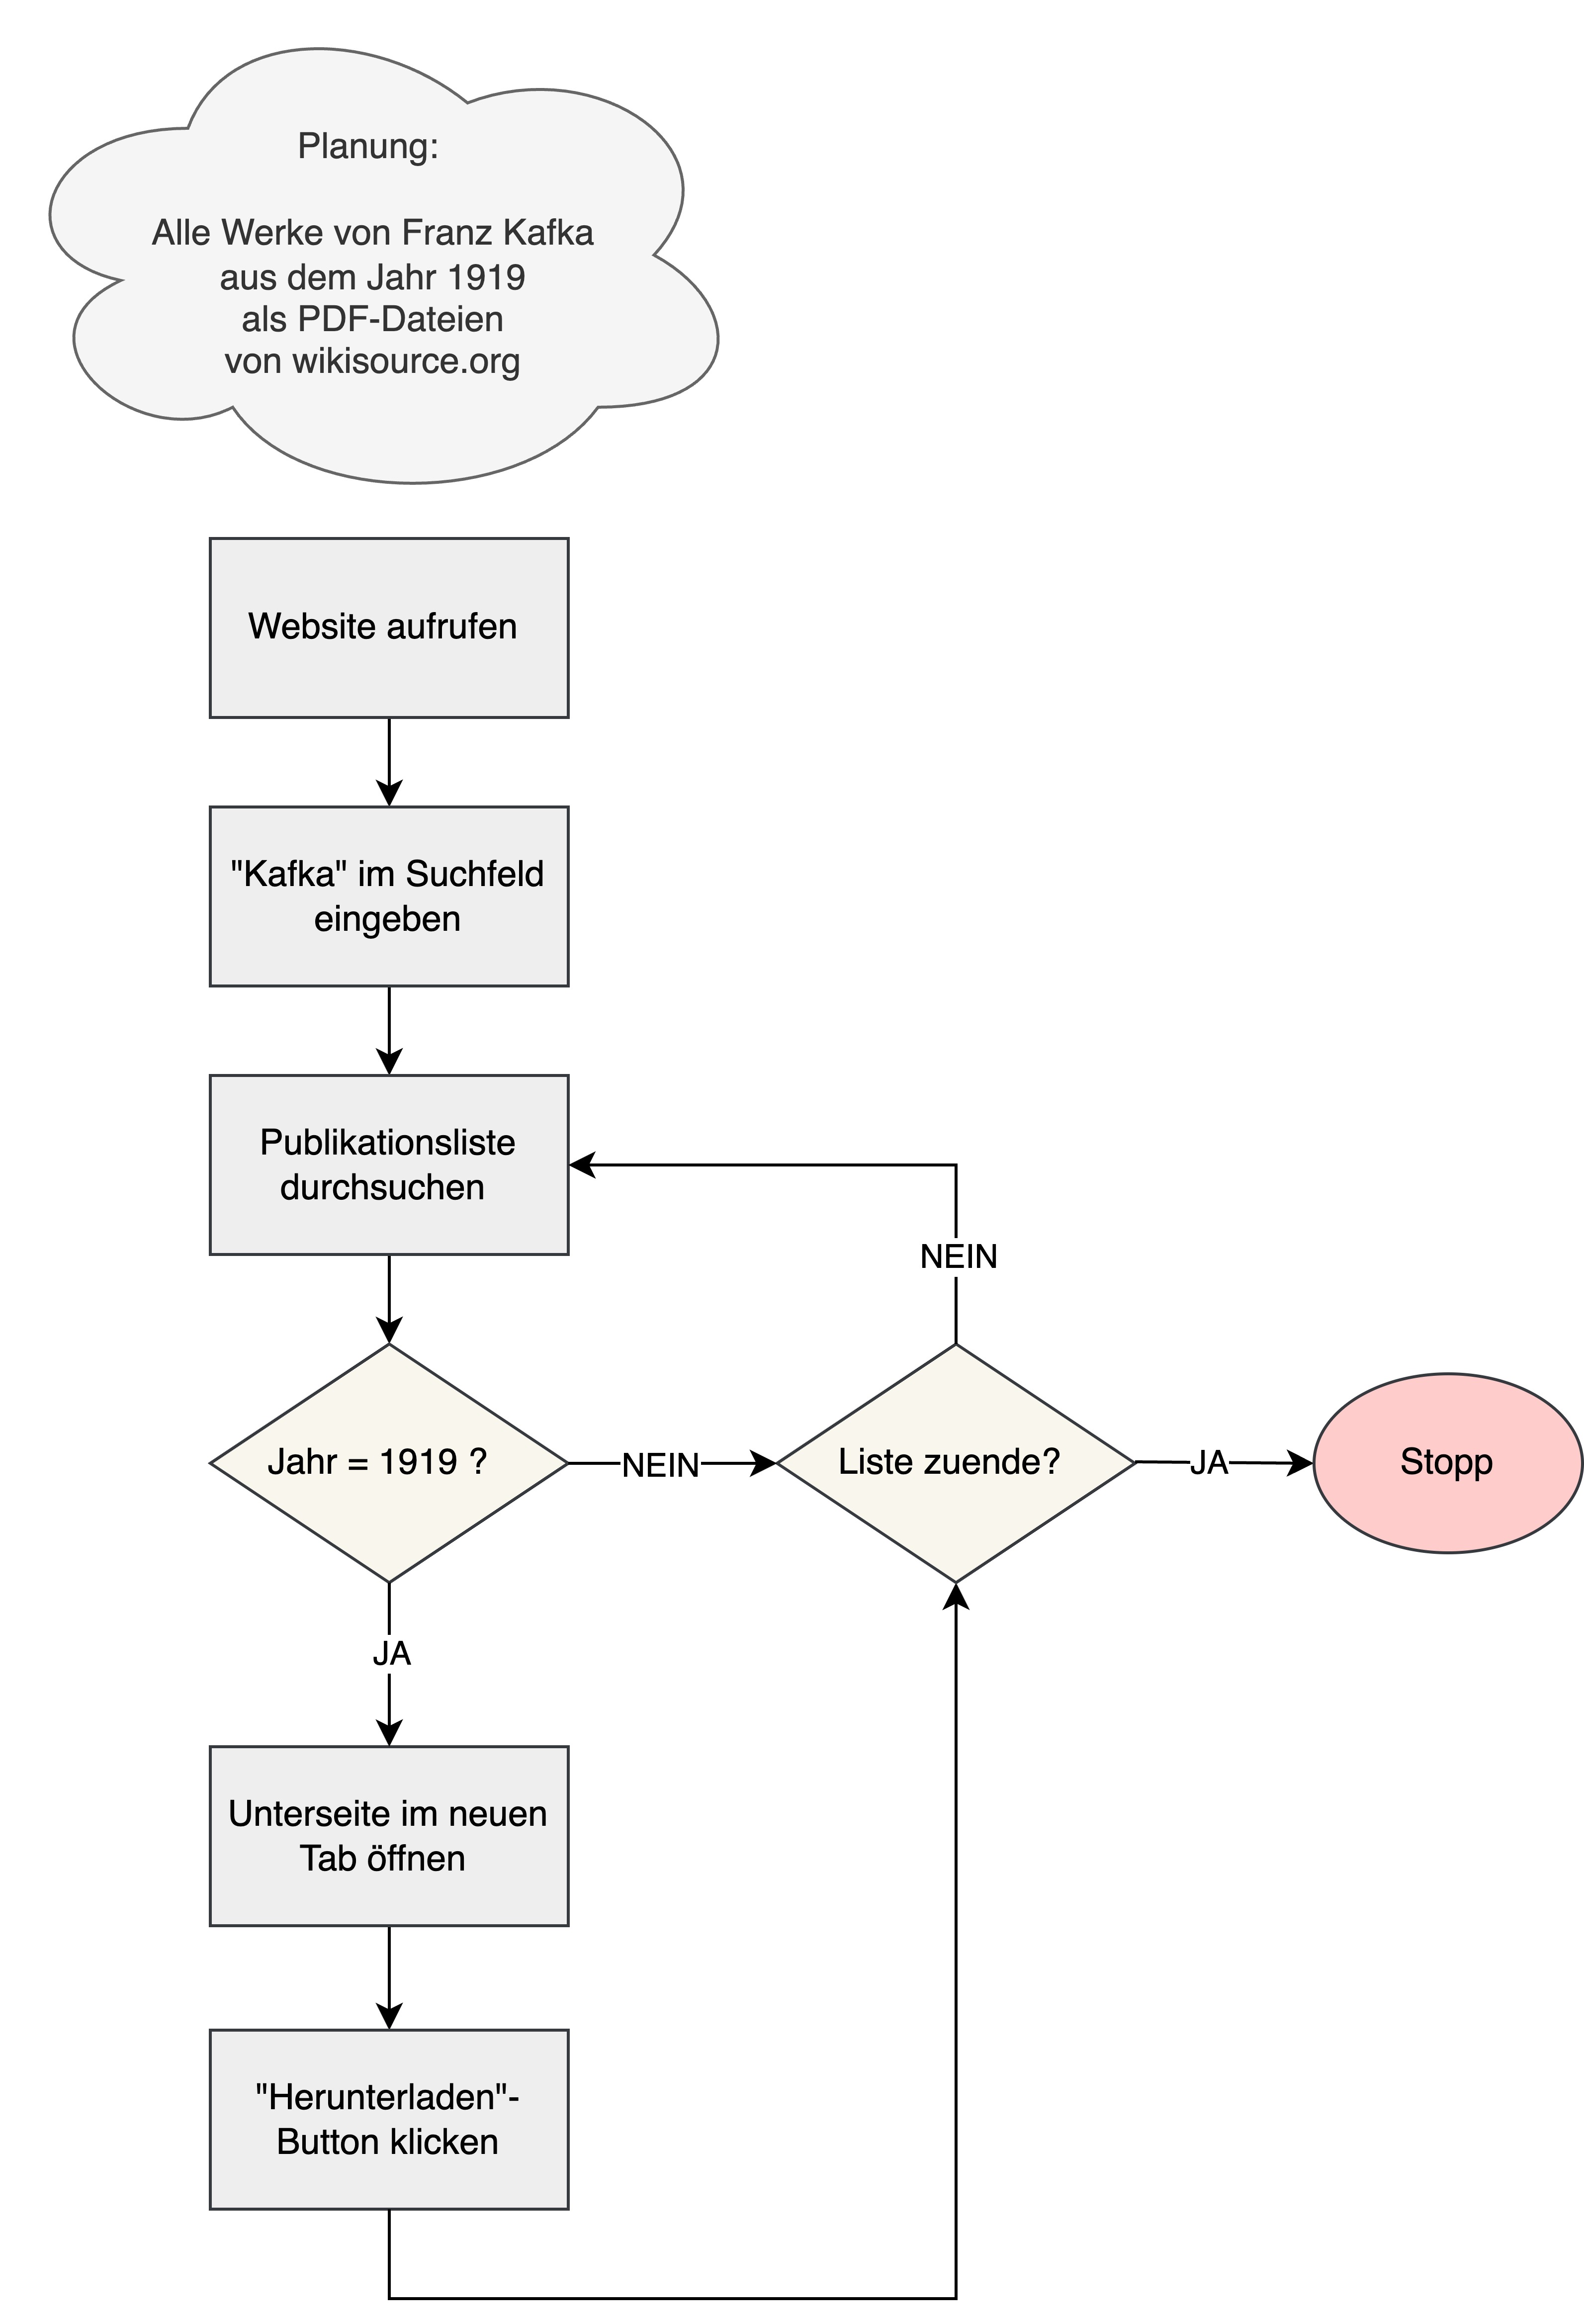 Planung:
Alle Werke von Franz Kafka
aus dem Jahr 1919
als PDF-Dateien
von wikisource.org
Website aufrufen
"Kafka" im Suchfeld
eingeben
Publikationsliste
durchsuchen
NEIN
Jahr = 1919 ?
NEIN
Liste zuende?
JA
Stopp
JA
Unterseite im neuen
Tab öffnen
"Herunterladen"-
Button klicken